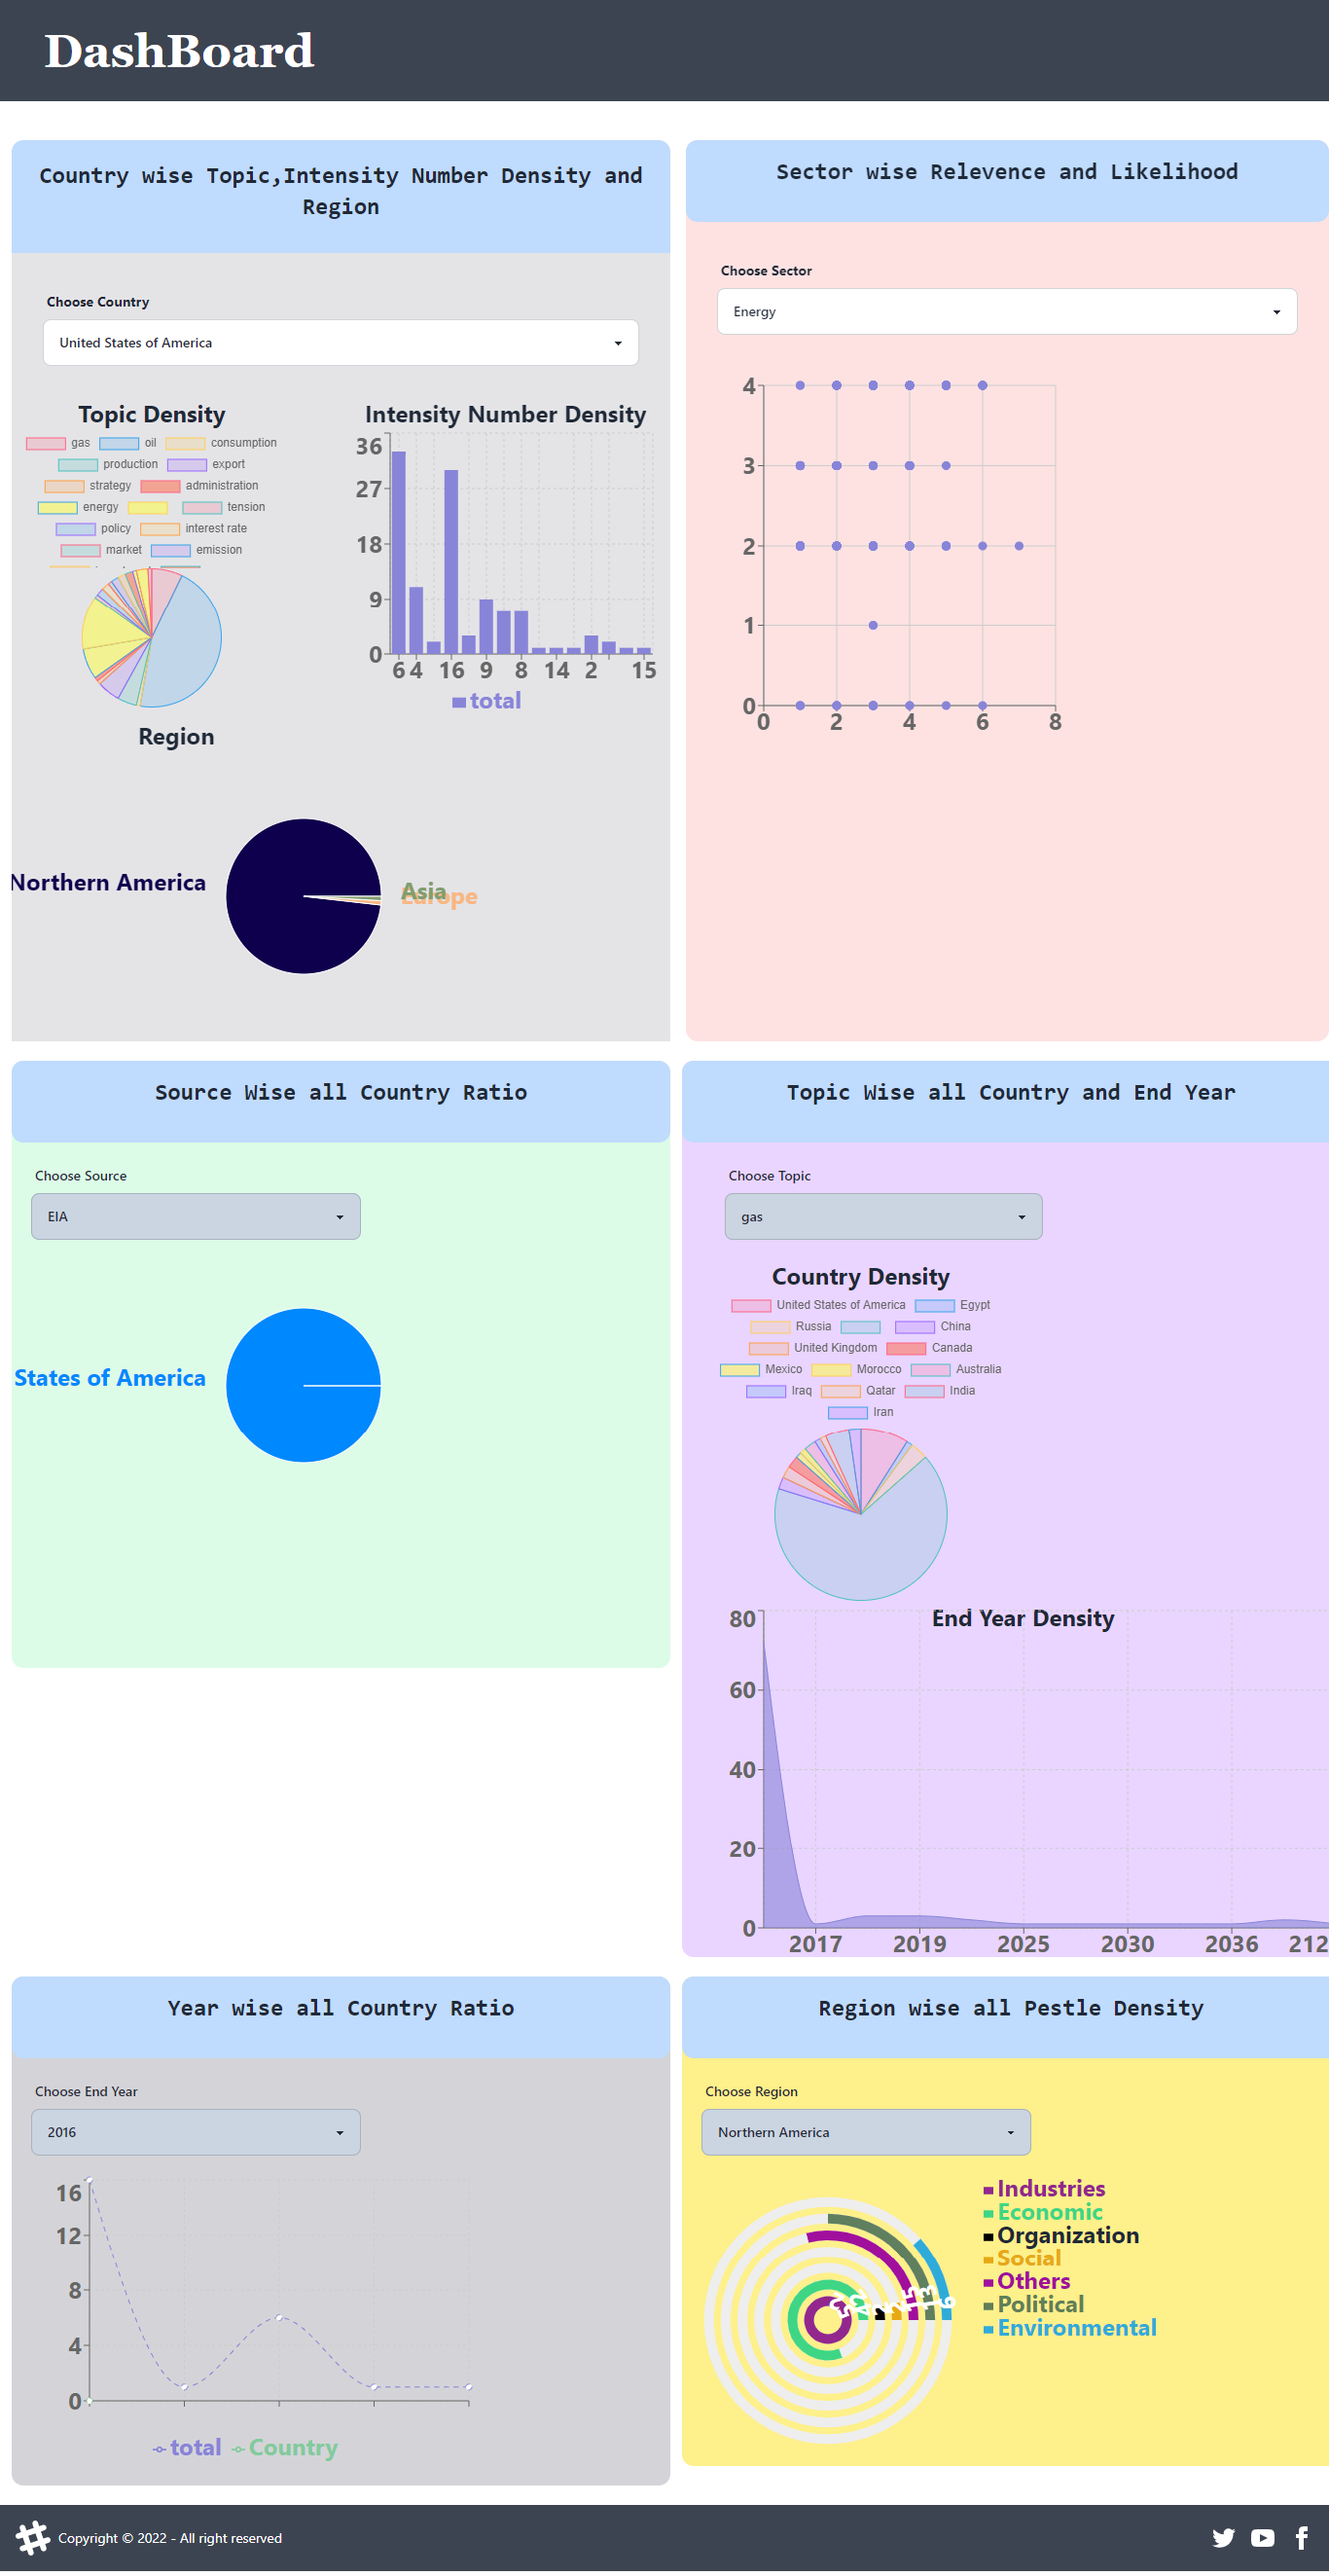 DashBoard
Country wise Topic,Intensity Number Density and
Region
Choose Country
United States of America
Topic Density
gas oil consumption
production export
strategy administration
energy tension
policy interest rate
market emission
Intensity Number Density
36
27
18
9
0
6 4 16 9 8 14 2 15
total
Region
Northern America
Asia
Europe
Sector wise Relevence and Likelihood
Choose Sector
Energy
4
3
2
1
0
0 2 4 6 8
Source Wise all Country Ratio
Choose Source
EIA
States of America
Topic Wise all Country and End Year
Choose Topic
gas
Country Density
United States of America Egypt
Russia China
United Kingdom Canada
Mexico Morocco Australia
Iraq Qatar India
Iran
End Year Density
80
60
40
20
0
2017 2019 2025 2030 2036 212
Year wise all Country Ratio
Choose End Year
2016
16
12
8
4
0
total Country
Region wise all Pestle Density
Choose Region
Northern America
Industries
Economic
Organization
Social
Others
Political
Environmental
Copyright © 2022 - All right reserved